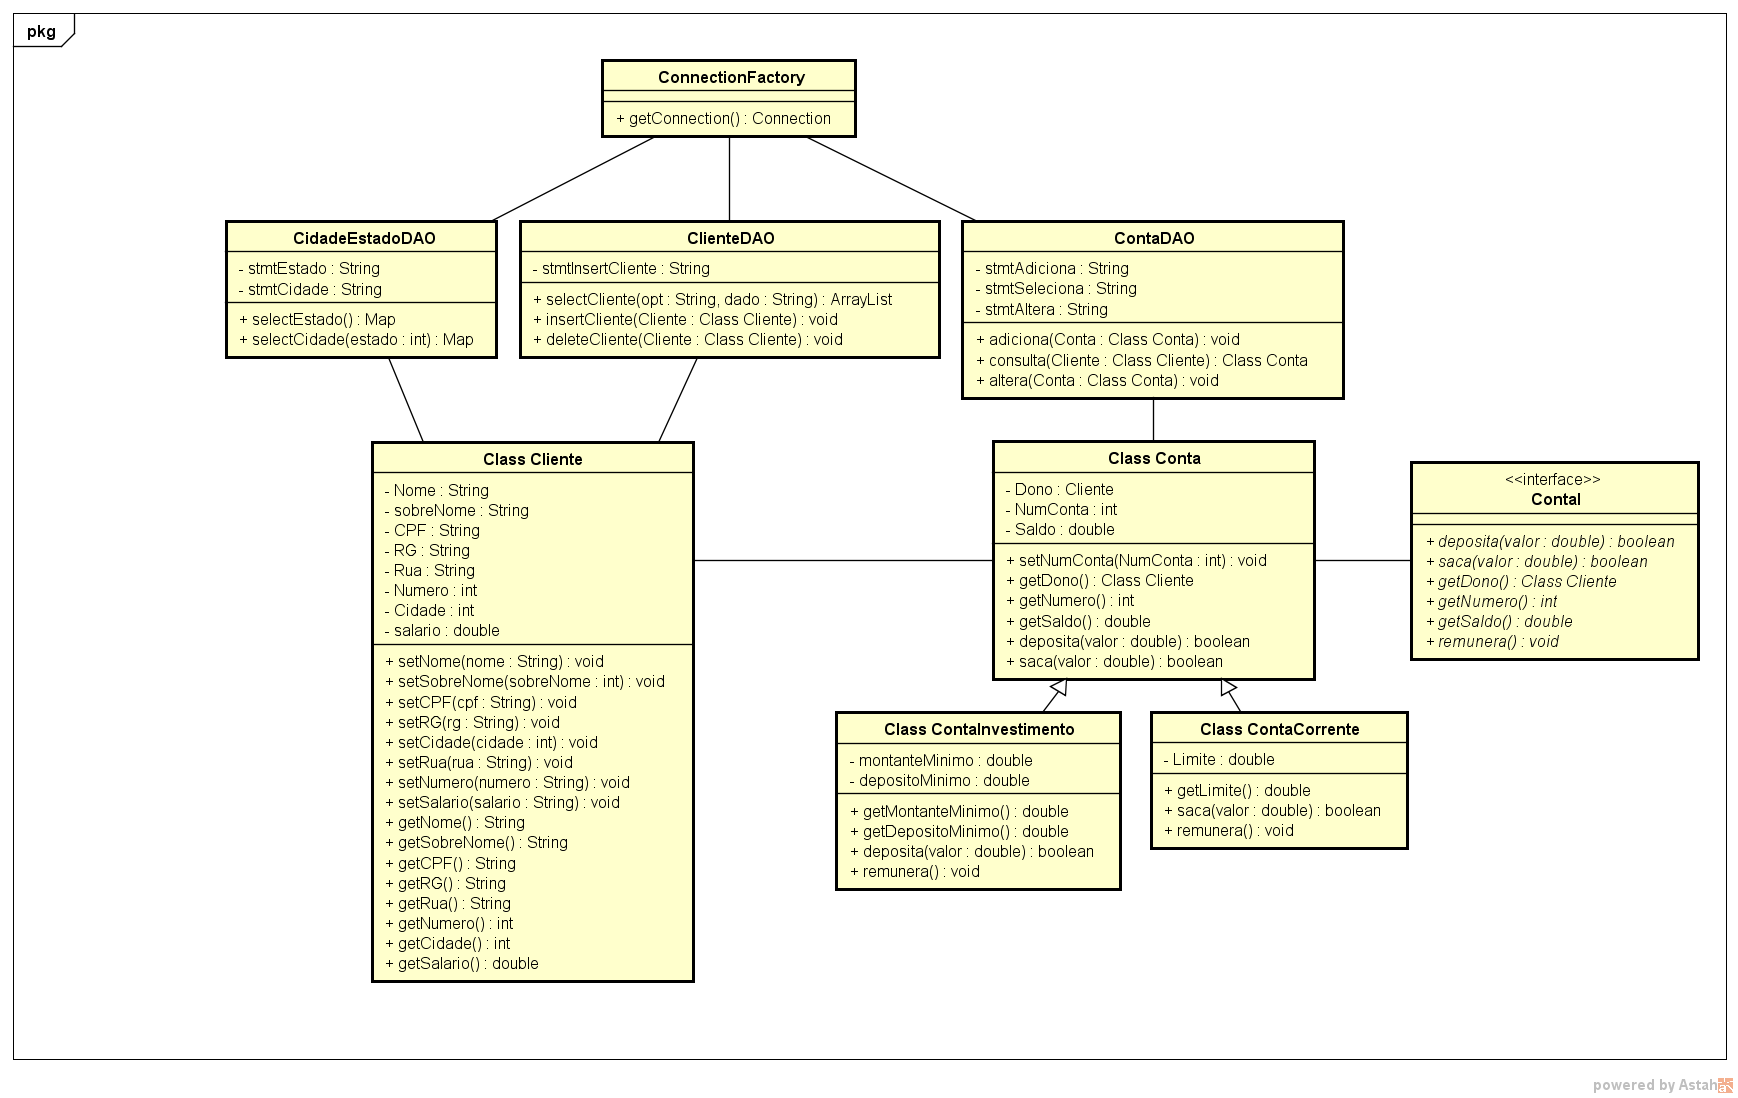 pkg
ConnectionFactory
+ getConnection() : Connection
CidadeEstadoDAO
- stmtEstado : String
- stmtCidade : String
+ selectEstado() : Map
+ selectCidade(estado : int) : Map
ClienteDAO
- stmtInsertCliente : String
+ selectCliente(opt : String, dado : String) : ArrayList
+ insertCliente(Cliente : Class Cliente) : void
+ deleteCliente(Cliente : Class Cliente) : void
ContaDAO
- stmtAdiciona : String
- stmtSeleciona : String
- stmtAltera : String
+ adiciona(Conta : Class Conta) : void
+ consulta(Cliente : Class Cliente) : Class Conta
+ altera(Conta : Class Conta) : void
Class Cliente
- Nome : String
- sobreNome : String
- CPF : String
- RG : String
- Rua : String
- Numero : int
- Cidade : int
- salario : double
+ setNome(nome : String) : void
+ setSobreNome(sobreNome : int) : void
+ setCPF(cpf : String) : void
+ setRG(rg : String) : void
+ setCidade(cidade : int) : void
+ setRua(rua : String) : void
+ setNumero(numero : String) : void
+ setSalario(salario : String) : void
+ getNome() : String
+ getSobreNome() : String
+ getCPF() : String
+ getRG() : String
+ getRua() : String
+ getNumero() : int
+ getCidade() : int
+ getSalario() : double
Class Conta
- Dono : Cliente
- NumConta : int
- Saldo : double
+ setNumConta(NumConta : int) : void
+ getDono() : Class Cliente
+ getNumero() : int
+ getSaldo() : double
+ deposita(valor : double) : boolean
+ saca(valor : double) : boolean
<<interface>>
ContaI
+ deposita(valor : double) : boolean
+ saca(valor : double) : boolean
+ getDono() : Class Cliente
+ getNumero() : int
+ getSaldo() : double
+ remunera() : void
Class ContaInvestimento
- montanteMinimo : double
- depositoMinimo : double
+ getMontanteMinimo() : double
+ getDepositoMinimo() : double
+ deposita(valor : double) : boolean
+ remunera() : void
Class ContaCorrente
- Limite : double
+ getLimite() : double
+ saca(valor : double) : boolean
+ remunera() : void
powered by Astah